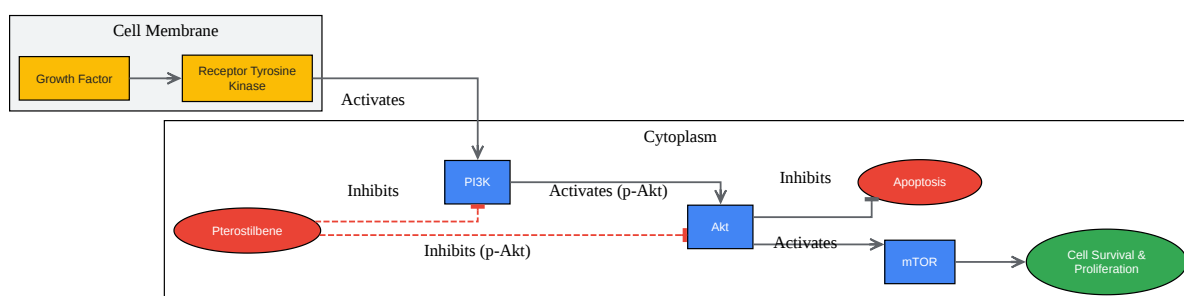 Cell Membrane
Growth Factor
Receptor Tyrosine
Kinase
Activates
Cytoplasm
PI3K
Inhibits
Activates (p-Akt)
Inhibits
Apoptosis
Pterostilbene
Inhibits (p-Akt)
Akt
Activates
mTOR
Cell Survival &
Proliferation